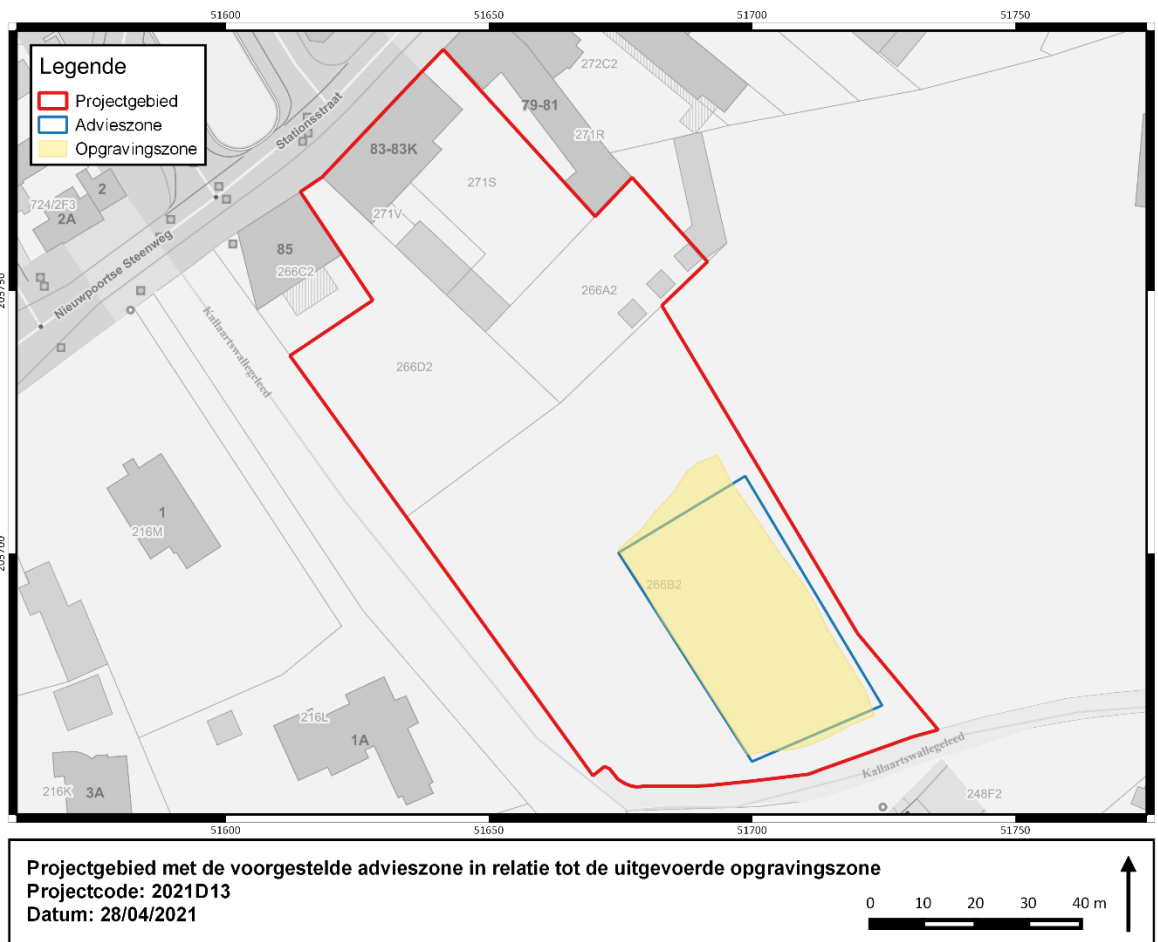 51600 51650 51700 51750
Legende
Projectgebied
Advieszone
Opgravingszone
272C2
79-81
271R
Stationsstraat
83-83K
271S
2
724/2F3
2A
271V
Nieuwpoortse Steenweg
85
266C2
205750
266A2
Kallaartswallegeleed
266D2
1
216M
205700
266B2
216L
1A
Kallaartswallegeleed
216K
3A
248F2
51600 51650 51700 51750
Projectgebied met de voorgestelde advieszone in relatie tot de uitgevoerde opgravingszone
Projectcode: 2021D13
Datum: 28/04/2021
0 10 20 30 40 m